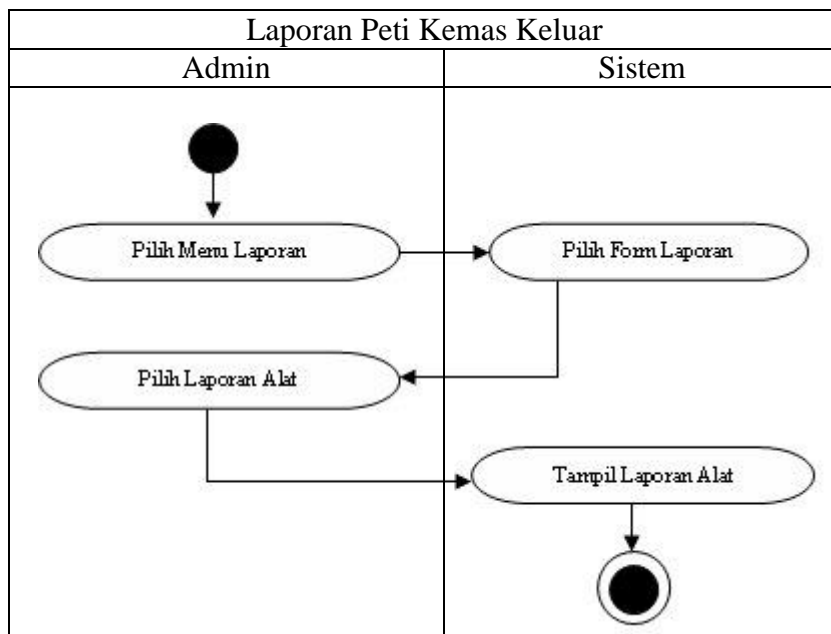 Laporan Peti Kemas Keluar
Admin
Sistem
Pilih Menu Laporan
Pilih Form Laporan
Pilih Laporan Alat
Tampil Laporan Alat